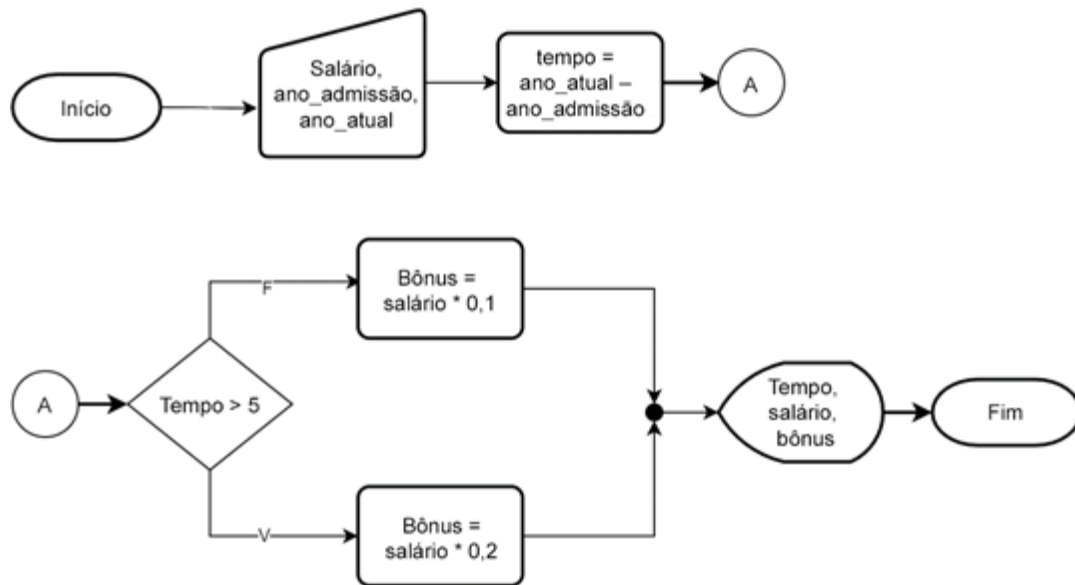 Início
Salário,
ano_admissão,
ano_atual
tempo =
ano_atual –
ano_admissão
A
A
Tempo > 5
F
Bônus =
salário * 0,1
V
Bônus =
salário * 0,2
Tempo,
salário,
bônus
Fim